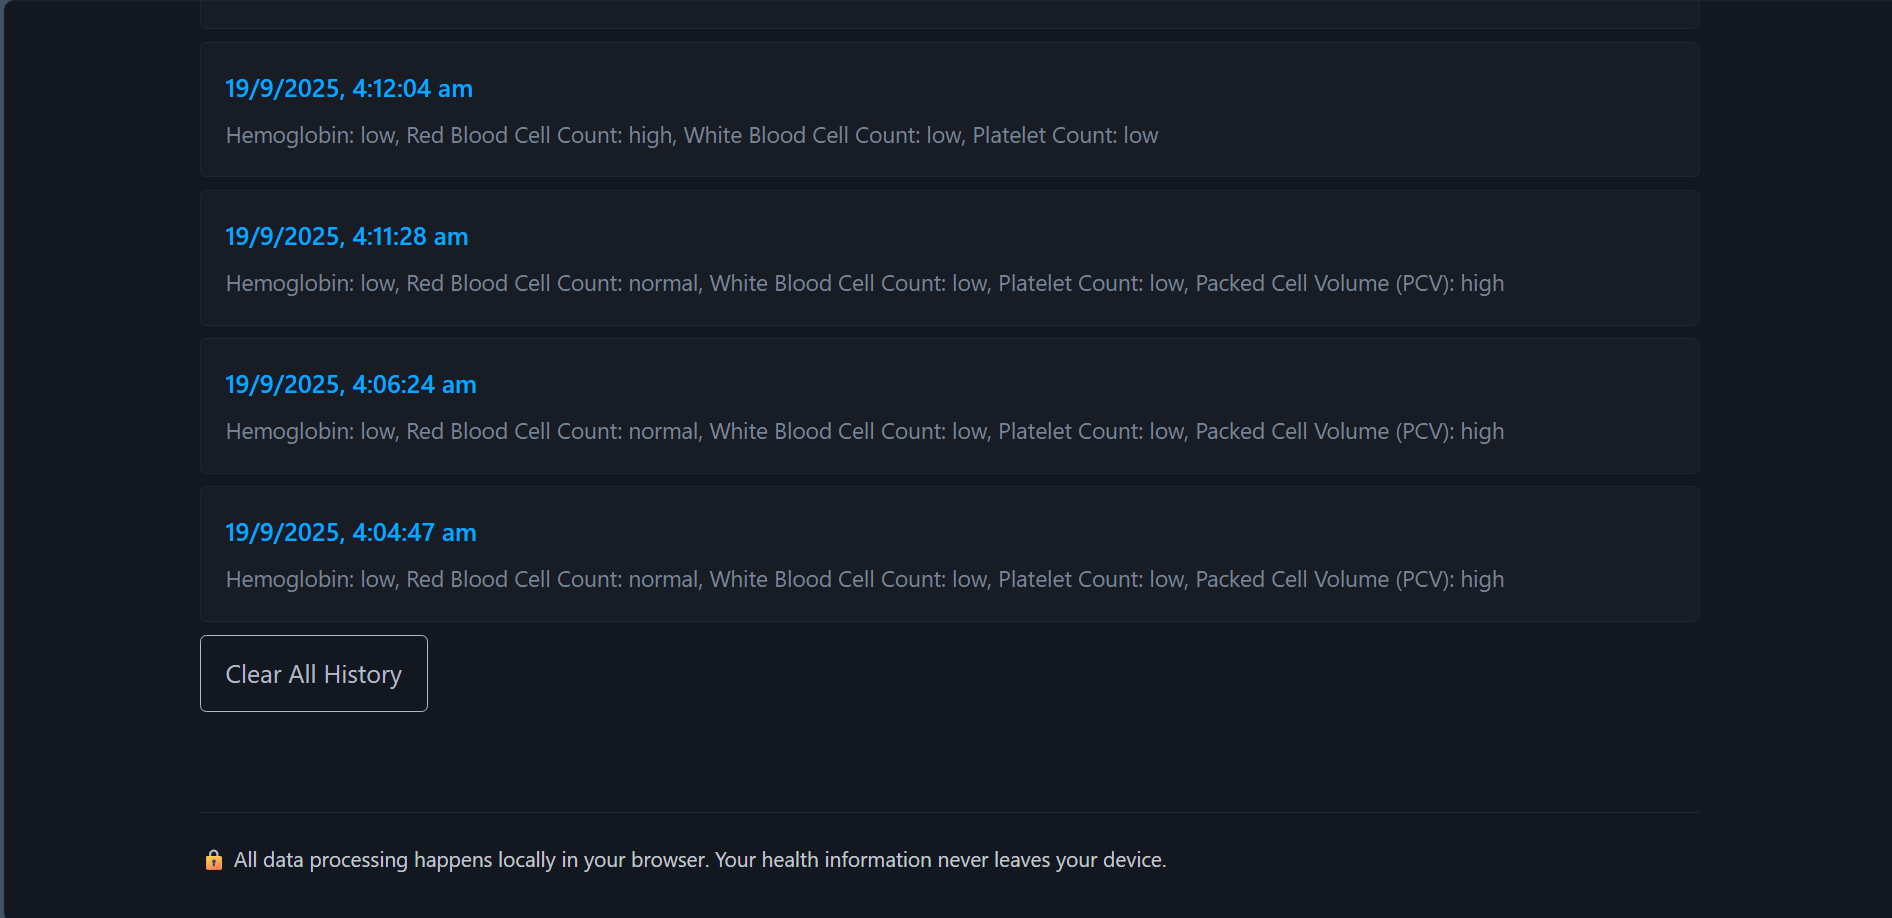 19/9/2025, 4:12:04 am
Hemoglobin: low, Red Blood Cell Count: high, White Blood Cell Count: low, Platelet Count: low
19/9/2025, 4:11:28 am
Hemoglobin: low, Red Blood Cell Count: normal, White Blood Cell Count: low, Platelet Count: low, Packed Cell Volume (PCV): high
19/9/2025, 4:06:24 am
Hemoglobin: low, Red Blood Cell Count: normal, White Blood Cell Count: low, Platelet Count: low, Packed Cell Volume (PCV): high
19/9/2025, 4:04:47 am
Hemoglobin: low, Red Blood Cell Count: normal, White Blood Cell Count: low, Platelet Count: low, Packed Cell Volume (PCV): high
Clear All History
All data processing happens locally in your browser. Your health information never leaves your device.